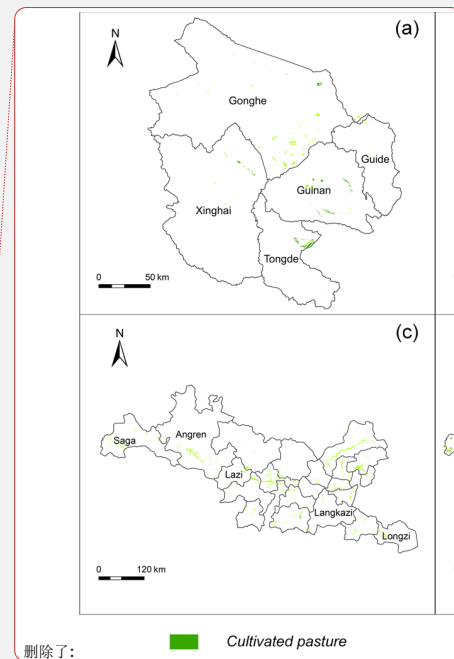 (a)
N
Gonghe
Guide
Guinan
Xinghai
Tongde
0 50 km
(c)
N
Saga
Angren
Lazi
Langkazi
Longzi
0 120 km
删除了:
Cultivated pasture